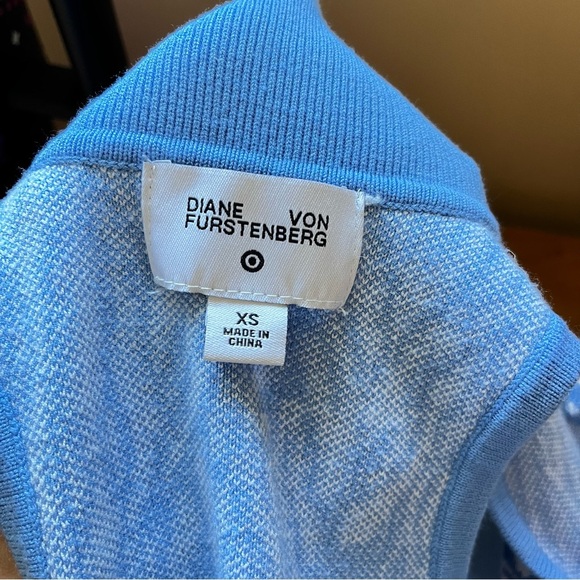 DIANE VON
FURSTENBERG
XS
MADE IN
CHINA